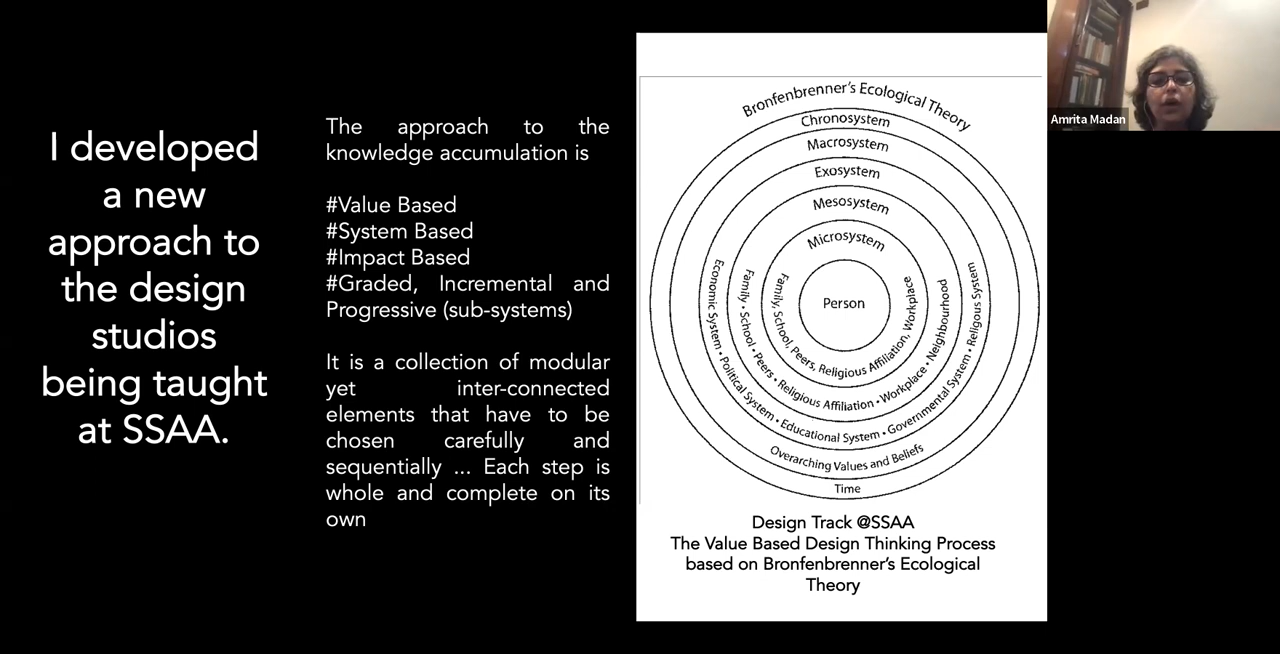 I developed
a new
approach to
the design
studios
being taught
at SSAA.
The approach to the
knowledge accumulation is
#Value Based
#System Based
#Impact Based
#Graded, Incremental and
Progressive (sub-systems)
It is a collection of modular
yet inter-connected
elements that have to be
chosen carefully and
sequentially ... Each step is
whole and complete on its
own
Bronfenbrenner's Ecological Theory
Chronosystem
Macrosystem
Exosystem
Mesosystem
Microsystem
Person
Family, School, Peers, Religious Affiliation, Workplace
Family • School • Peers • Religious Affiliation • Workplace • Neighbourhood
Economic System • Political System • Educational System • Governmental System • Religious System
Overarching Values and Beliefs
Time
Design Track @SSAA
The Value Based Design Thinking Process
based on Bronfenbrenner's Ecological
Theory
Amrita Madan